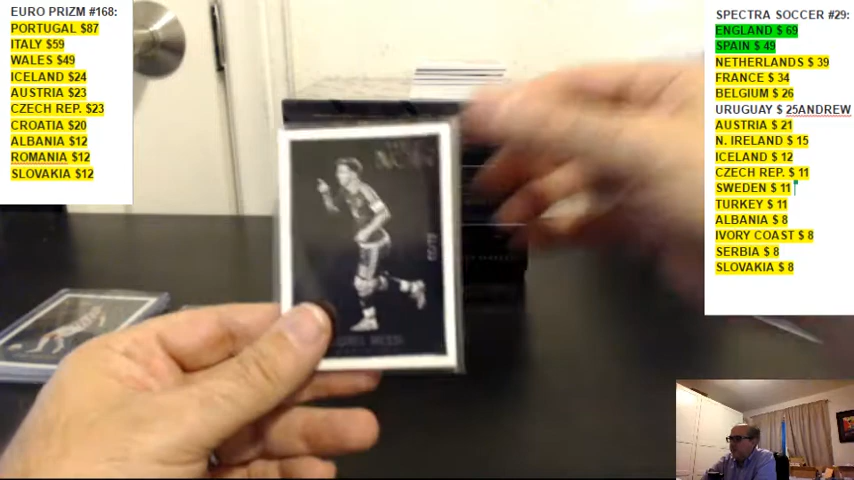 EURO PRIZM #168:
PORTUGAL $87
ITALY $59
WALES $49
ICELAND $24
AUSTRIA $23
CZECH REP. $23
CROATIA $20
ALBANIA $12
ROMANIA $12
SLOVAKIA $12
SPECTRA SOCCER #29:
ENGLAND $ 69
SPAIN $ 49
NETHERLANDS $ 39
FRANCE $ 34
BELGIUM $ 26
URUGUAY $ 25ANDREW
AUSTRIA $ 21
N. IRELAND $ 15
ICELAND $ 12
CZECH REP. $ 11
SWEDEN $ 11
TURKEY $ 11
ALBANIA $ 8
IVORY COAST $ 8
SERBIA $ 8
SLOVAKIA $ 8